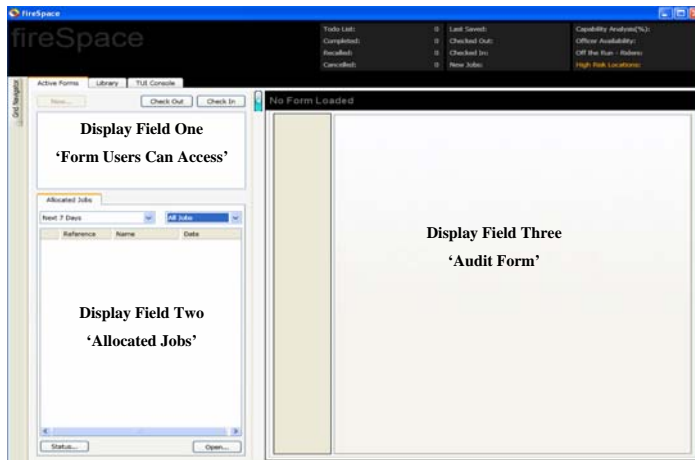 fireSpace
fireSpace
Todo List: 0 Last Saved: Capability Analysis(%):
Completed: 0 Checked Out: Officer Availability:
Recalled: 0 Checked In: Off the Run - Riders:
Cancelled: 0 New Jobs: High Risk Locations:
Grid Navigator
Active Forms Library TUI Console
New... Check Out Check In
No Form Loaded
Display Field One
‘Form Users Can Access’
Allocated Jobs
Next 7 Days All Jobs
Reference Name Date
Display Field Two
‘Allocated Jobs’
Display Field Three
‘Audit Form’
Status... Open...